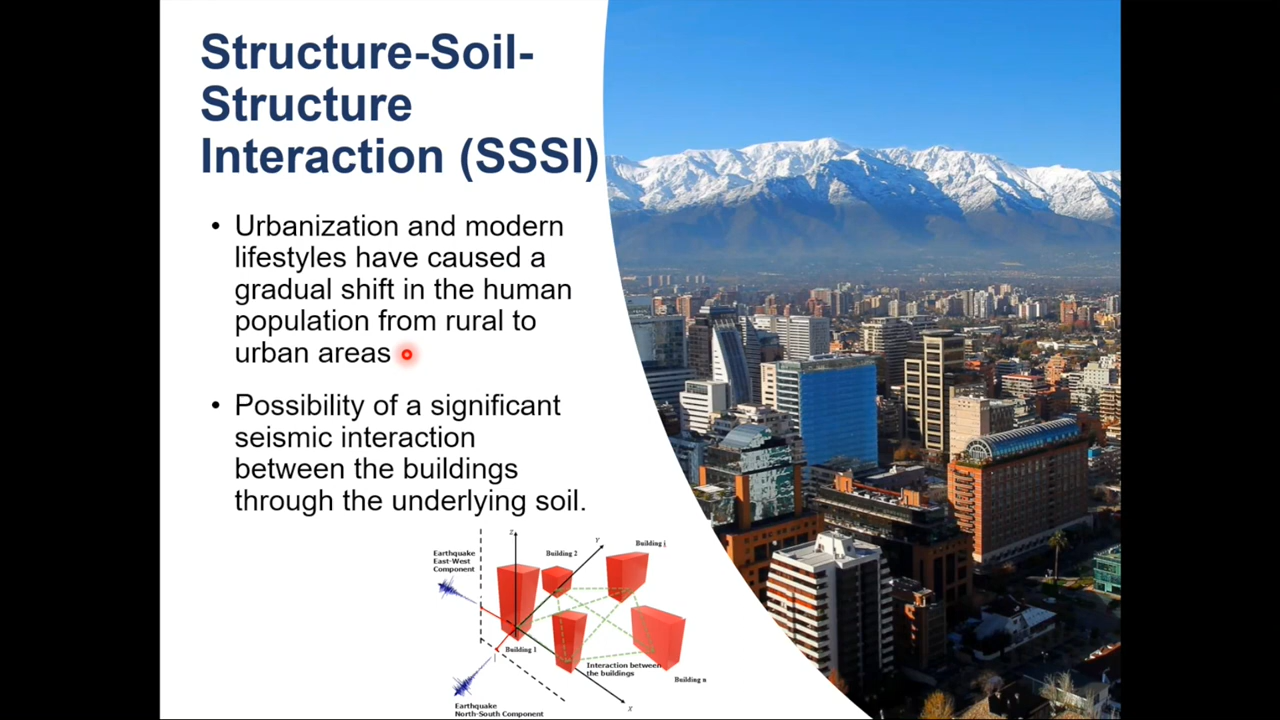 Structure-Soil-
Structure
Interaction (SSSI)
• Urbanization and modern
lifestyles have caused a
gradual shift in the human
population from rural to
urban areas
• Possibility of a significant
seismic interaction
between the buildings
through the underlying soil.
Earthquake
East-West
Component
Z
Building 2
Y
Building i
Building 1
Interaction between
the buildings
Building n
X
Earthquake
North-South Component